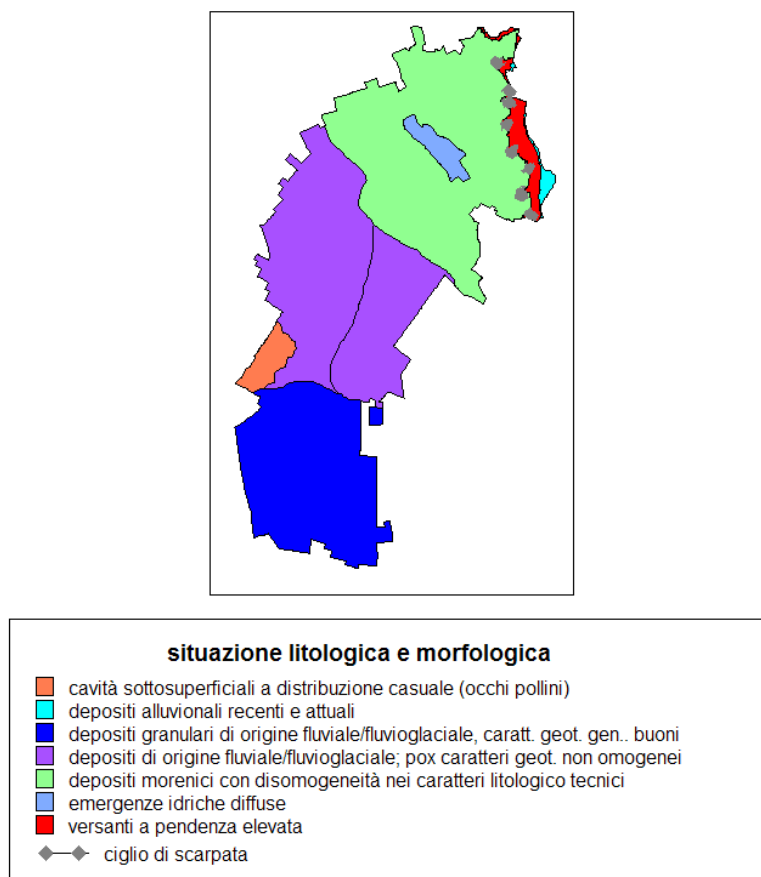 situazione litologica e morfologica
cavità sottosuperficiali a distribuzione casuale (occhi pollini)
depositi alluvionali recenti e attuali
depositi granulari di origine fluviale/fluvioglaciale, caratt. geot. gen.. buoni
depositi di origine fluviale/fluvioglaciale; pox caratteri geot. non omogenei
depositi morenici con disomogeneità nei caratteri litologico tecnici
emergenze idriche diffuse
versanti a pendenza elevata
ciglio di scarpata